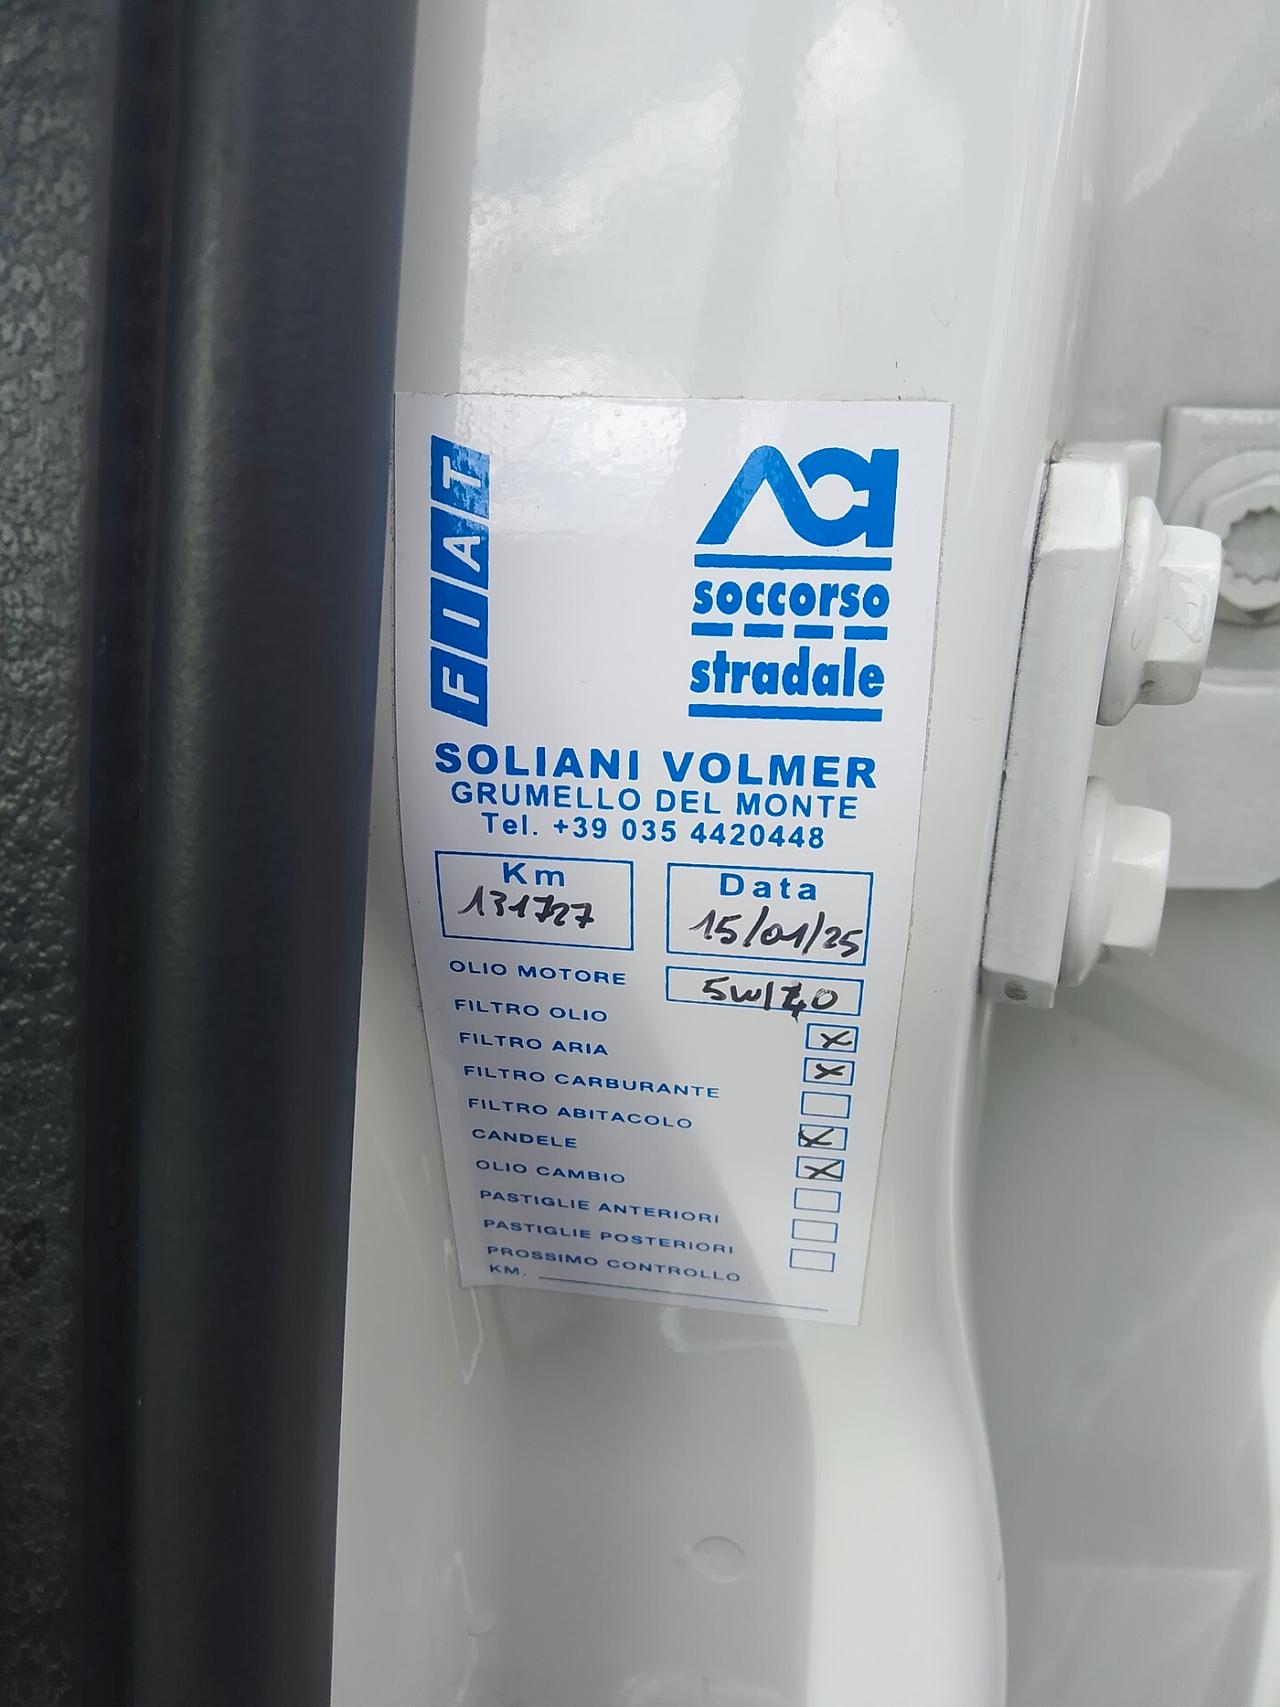 FIAT
soccorso
stradale
SOLIANI VOLMER
GRUMELLO DEL MONTE
Tel. +39 035 4420448
Km
131727
Data
15/01/25
OLIO MOTORE
5W/40
FILTRO OLIO
X
FILTRO ARIA
X
FILTRO CARBURANTE
FILTRO ABITACOLO
X
CANDELE
X
OLIO CAMBIO
PASTIGLIE ANTERIORI
PASTIGLIE POSTERIORI
PROSSIMO CONTROLLO
KM.